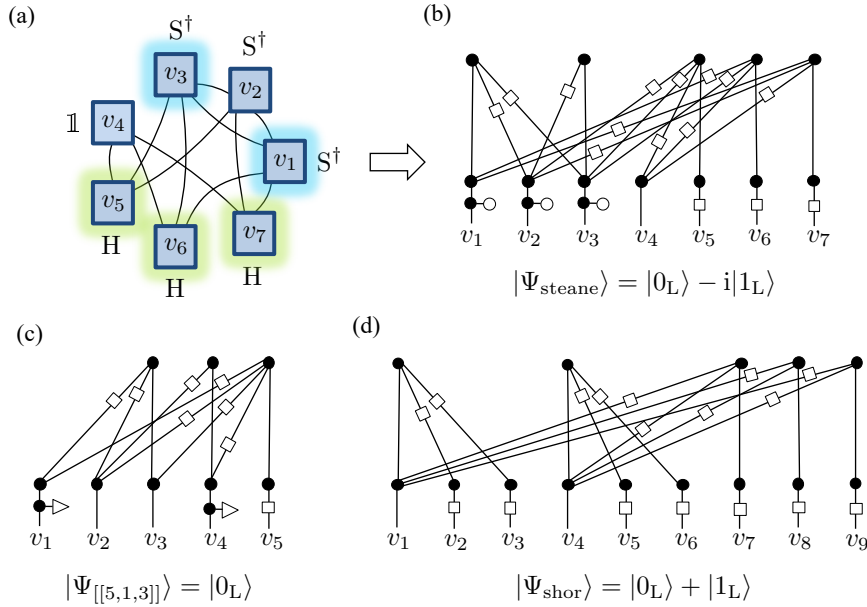 (a)
S†
S†
v3
v2
𝟙
v4
v1
S†
v5
v6
v7
H
H
H
(b)
v1 v2 v3 v4 v5 v6 v7
|Ψsteane⟩ = |0L⟩ − i|1L⟩
(c)
v1 v2 v3 v4 v5
|Ψ[[5,1,3]]⟩ = |0L⟩
(d)
v1 v2 v3 v4 v5 v6 v7 v8 v9
|Ψshor⟩ = |0L⟩ + |1L⟩